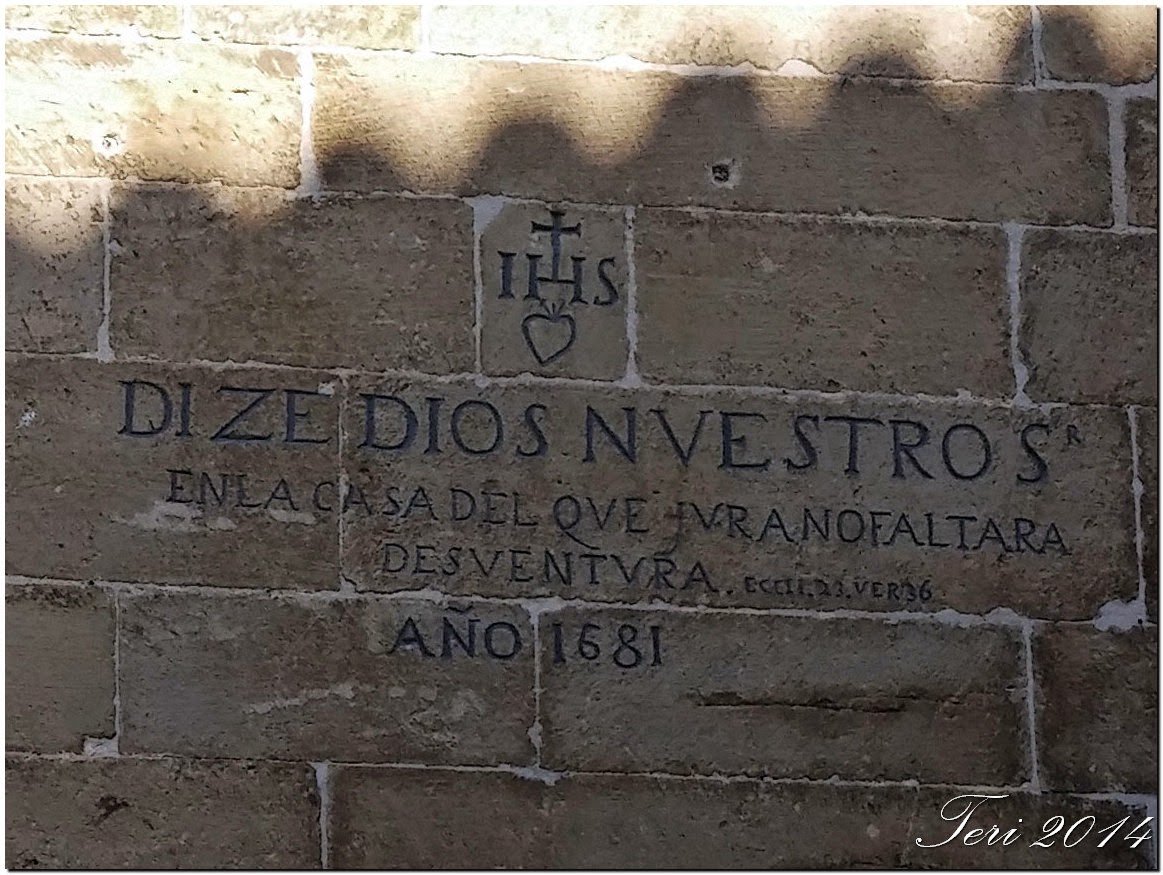 IHS
DIZE DIOS NVESTRO Sᴿ
EN LA CASA DEL QVE JVRA NO FALTARA
DESVENTVRA. ECCLI. 23. VER 36
AÑO 1681
Teri 2014